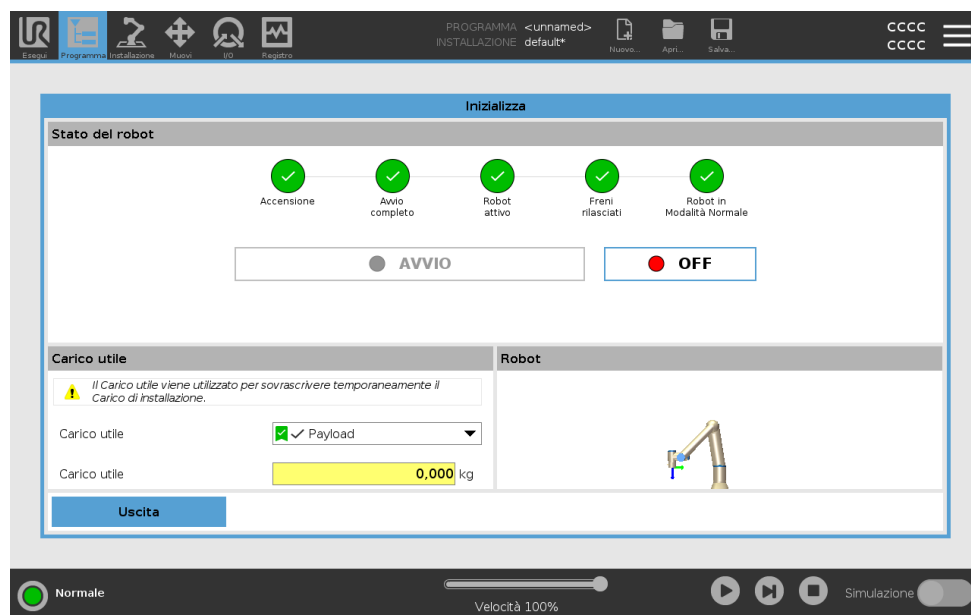 PROGRAMMA <unnamed>
INSTALLAZIONE default*
CCCC
CCCC
Esegui Programma Installazione Muovi I/O Registro Nuovo... Apri... Salva...
Inizializza
Stato del robot
Accensione
Avvio
completo
Robot
attivo
Freni
rilasciati
Robot in
Modalità Normale
AVVIO
OFF
Carico utile
Robot
Il Carico utile viene utilizzato per sovrascrivere temporaneamente il
Carico di installazione.
Carico utile Payload
Carico utile 0,000 kg
Uscita
Normale
Velocità 100%
Simulazione